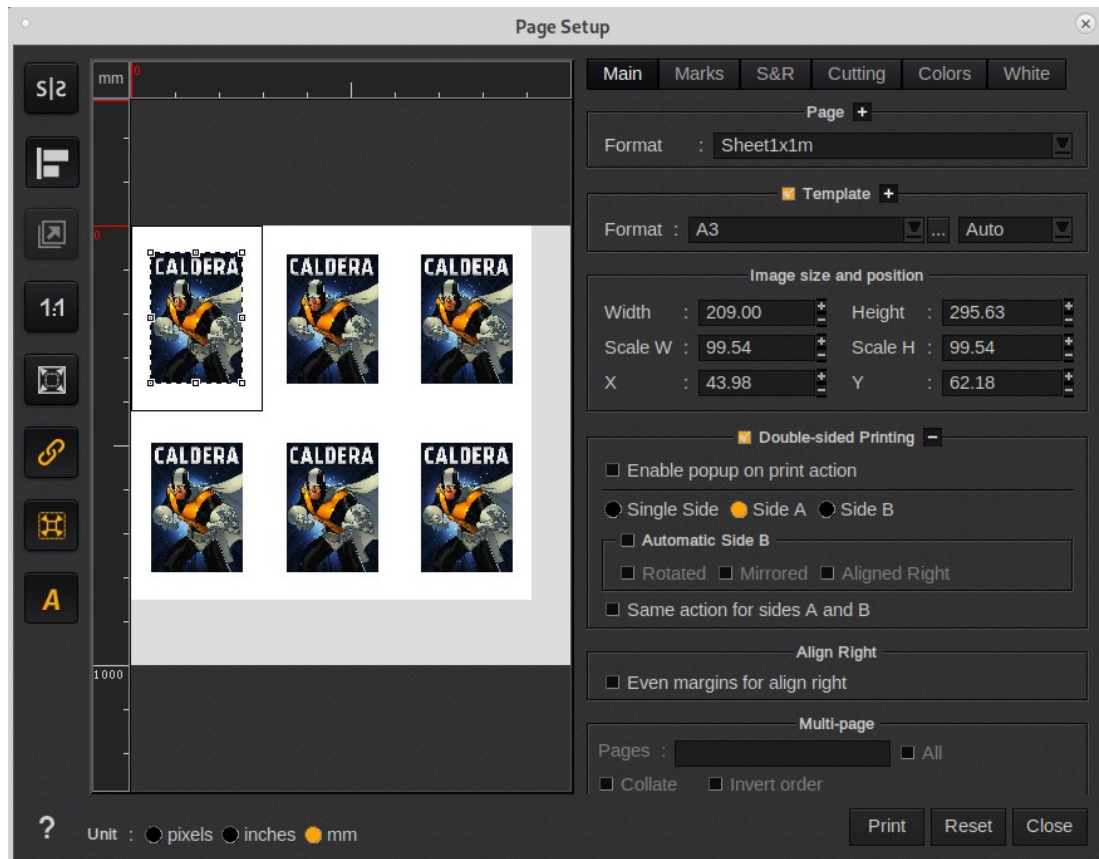 Page Setup
mm 0
0
1000
S|S
1:1
A
Main Marks S&R Cutting Colors White
Page +
Format : Sheet1x1m
Template +
Format : A3 ... Auto
Image size and position
Width : 209.00 Height : 295.63
Scale W : 99.54 Scale H : 99.54
X : 43.98 Y : 62.18
Double-sided Printing -
Enable popup on print action
Single Side Side A Side B
Automatic Side B
Rotated Mirrored Aligned Right
Same action for sides A and B
Align Right
Even margins for align right
Multi-page
Pages : All
Collate Invert order
CALDERA CALDERA CALDERA
CALDERA CALDERA CALDERA
? Unit : pixels inches mm
Print Reset Close